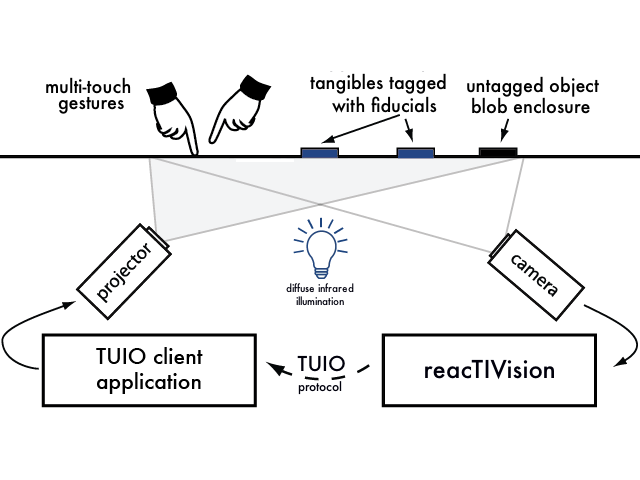 multi-touch
gestures
tangibles tagged
with fiducials
untagged object
blob enclosure
projector
camera
diffuse infrared
illumination
TUIO client
application
TUIO
protocol
reacTIVision